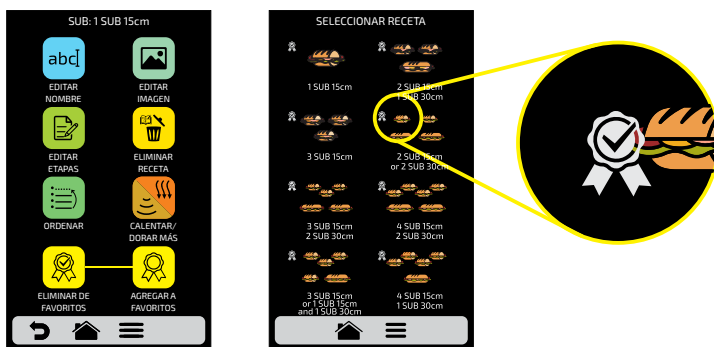 SUB: 1 SUB 15cm
abc
EDITAR
NOMBRE
EDITAR
IMAGEN
EDITAR
ETAPAS
ELIMINAR
RECETA
ORDENAR
CALENTAR/
DORAR MÁS
ELIMINAR DE
FAVORITOS
AGREGAR A
FAVORITOS
SELECCIONAR RECETA
1 SUB 15cm
2 SUB 15cm
1 SUB 30cm
3 SUB 15cm
2 SUB 15cm
or 2 SUB 30cm
3 SUB 15cm
2 SUB 30cm
4 SUB 15cm
2 SUB 30cm
3 SUB 15cm
or 1 SUB 15cm
and 1 SUB 30cm
4 SUB 15cm
1 SUB 30cm